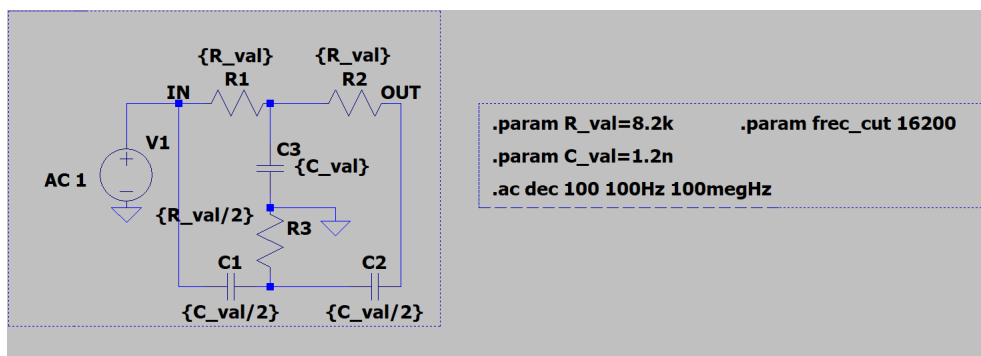 {R_val} {R_val}
R1 R2
IN OUT
V1
AC 1
C3
{C_val}
{R_val/2}
R3
C1 C2
{C_val/2} {C_val/2}
.param R_val=8.2k .param frec_cut 16200
.param C_val=1.2n
.ac dec 100 100Hz 100megHz